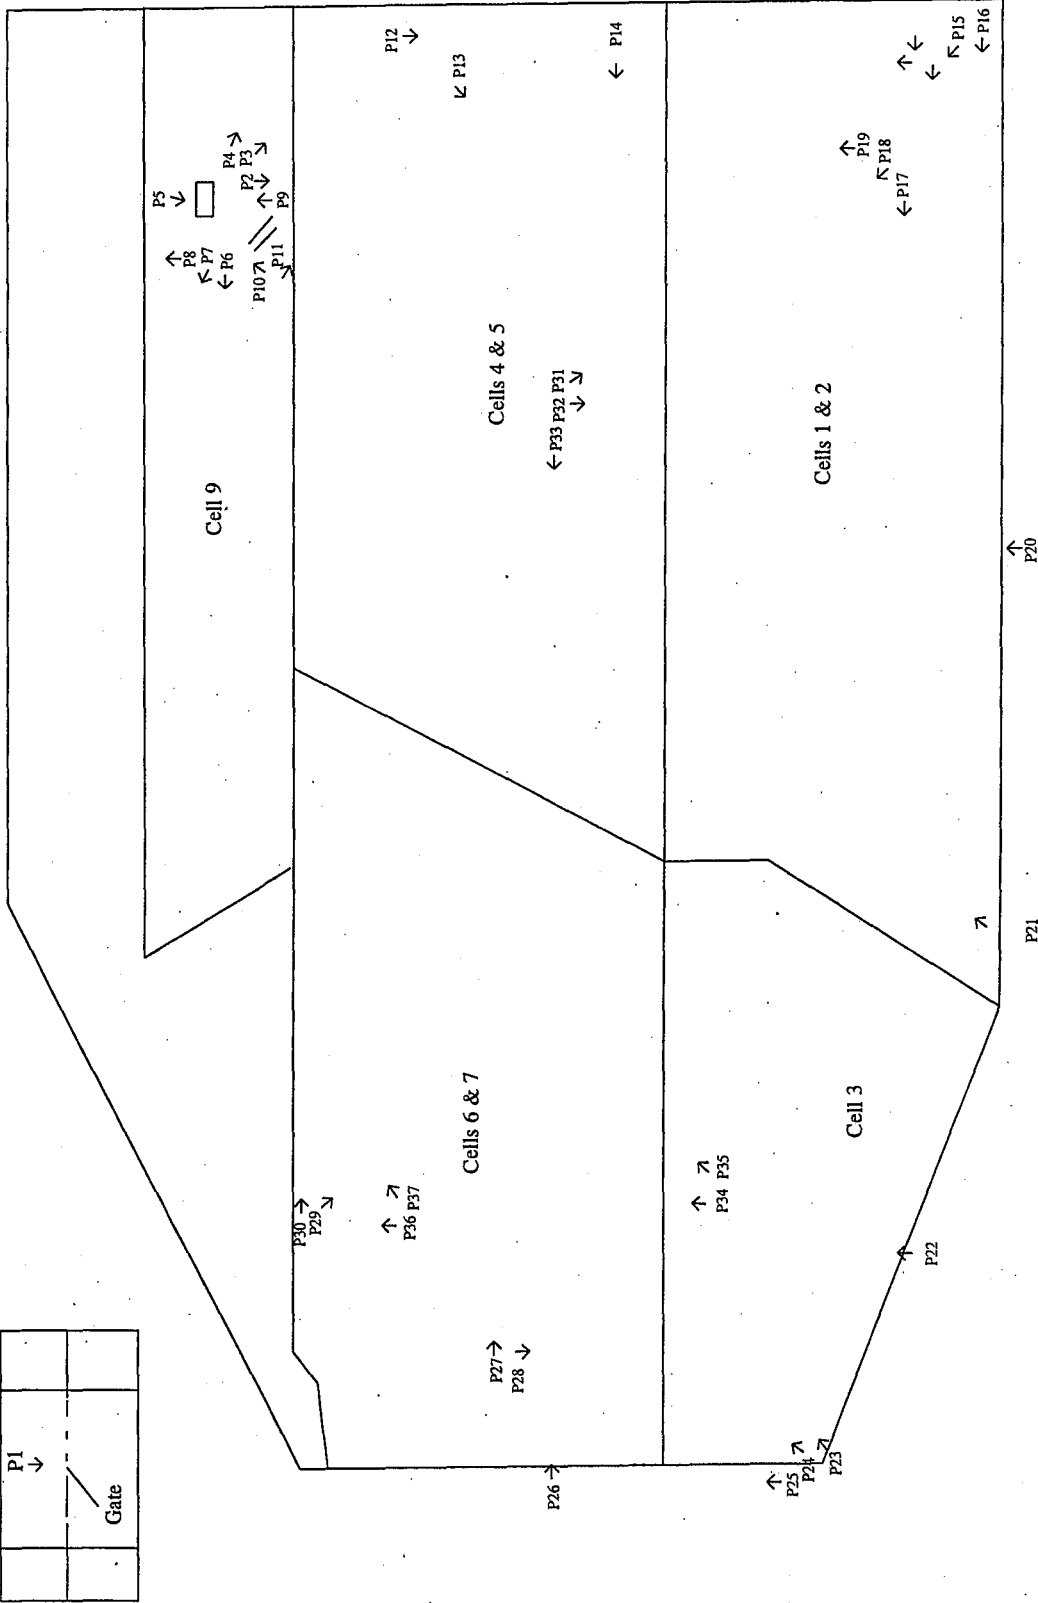 P12
P13
P14
P15
P16
P4
P3
P2
P5
P9
P8
P7
P6
P11
P10
P19
P18
P17
Cells 4 & 5
P31
P32
P33
Cells 1 & 2
Cell 9
P20
P21
Cells 6 & 7
Cell 3
P35
P34
P37
P36
P30
P29
P22
P27
P28
P1
P24
P23
P25
P26
Gate